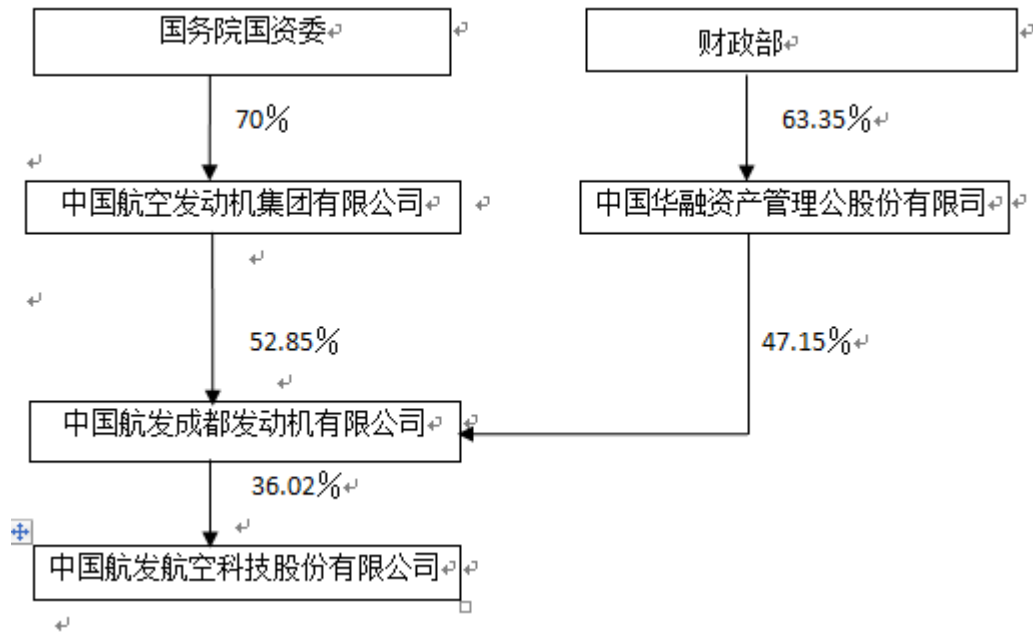 国务院国资委
财政部
70%
63.35%
中国航空发动机集团有限公司
中国华融资产管理公股份有限司
52.85%
47.15%
中国航发成都发动机有限公司
36.02%
中国航发航空科技股份有限公司